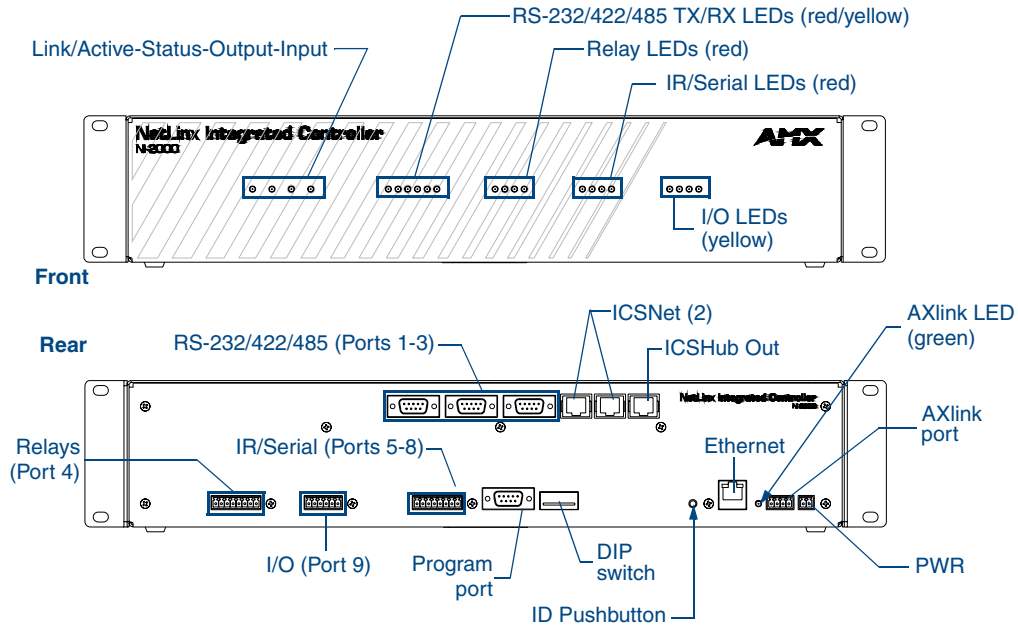 RS-232/422/485 TX/RX LEDs (red/yellow)
Link/Active-Status-Output-Input
Relay LEDs (red)
IR/Serial LEDs (red)
NetLinx Integrated Controller
NI-3000
AMX
I/O LEDs
(yellow)
Front
ICSNet (2)
AXlink LED
(green)
Rear
RS-232/422/485 (Ports 1-3)
ICSHub Out
NetLinx Integrated Controller
AXlink
port
Relays
(Port 4)
IR/Serial (Ports 5-8)
Ethernet
I/O (Port 9)
Program
port
DIP
switch
PWR
ID Pushbutton